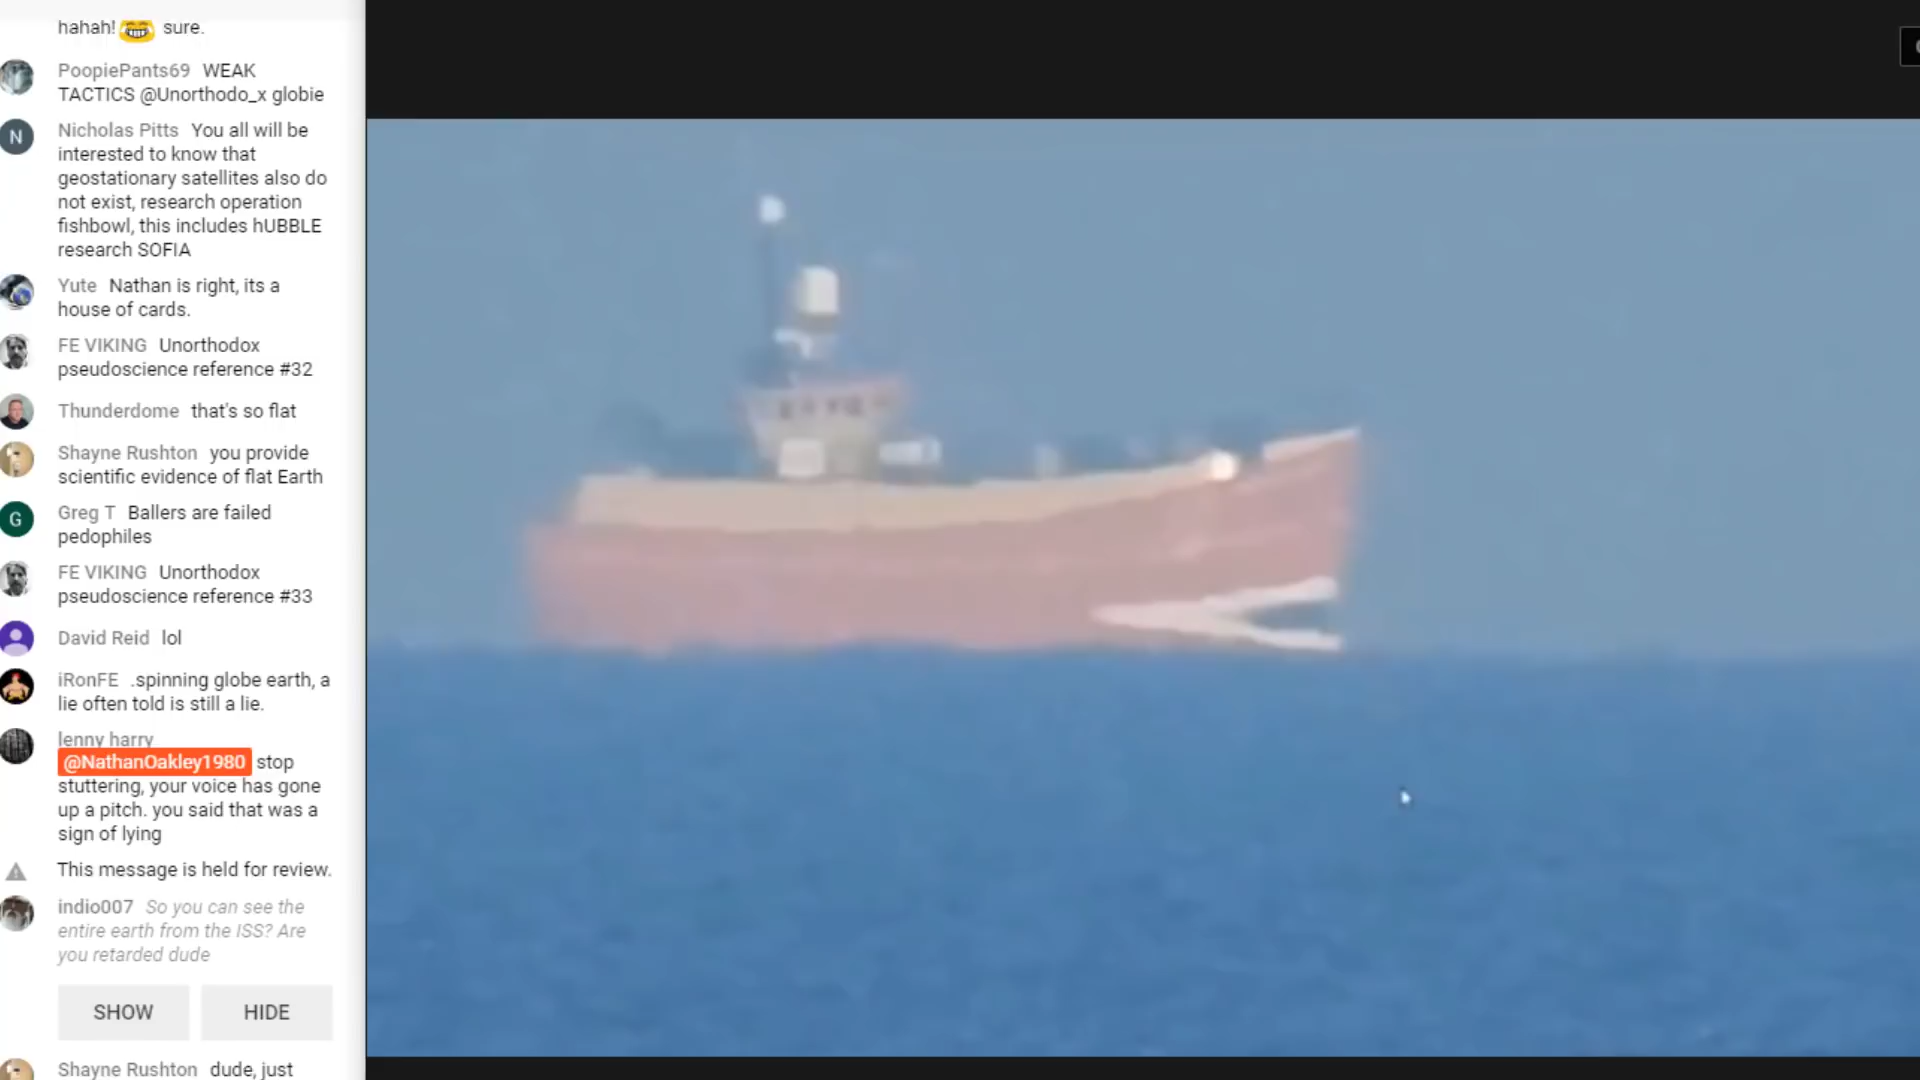 hahah! 😂 sure.
PoopiePants69 WEAK
TACTICS @Unorthodo_x globie
Nicholas Pitts You all will be
interested to know that
geostationary satellites also do
not exist, research operation
fishbowl, this includes hUBBLE
research SOFIA
Yute Nathan is right, its a
house of cards.
FE VIKING Unorthodox
pseudoscience reference #32
Thunderdome that's so flat
Shayne Rushton you provide
scientific evidence of flat Earth
Greg T Ballers are failed
pedophiles
FE VIKING Unorthodox
pseudoscience reference #33
David Reid lol
iRonFE .spinning globe earth, a
lie often told is still a lie.
lenny harry
@NathanOakley1980 stop
stuttering, your voice has gone
up a pitch. you said that was a
sign of lying
This message is held for review.
indio007 So you can see the
entire earth from the ISS? Are
you retarded dude
SHOW HIDE
Shayne Rushton dude, just
N
G